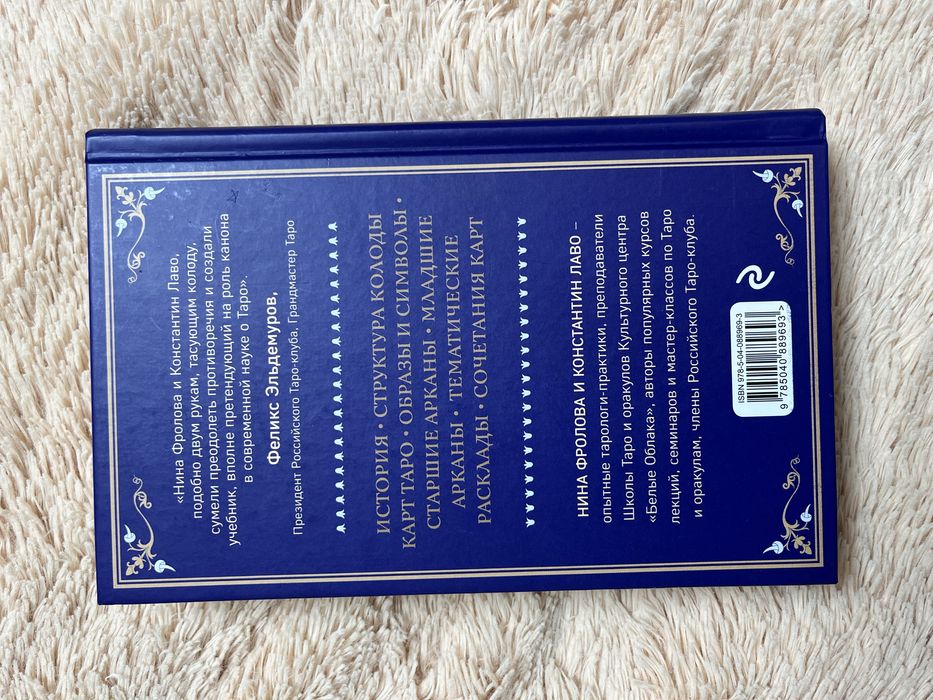 «Нина Фролова и Константин Лаво,
подобно двум рукам, тасующим колоду,
сумели преодолеть противоречия и создали
учебник, вполне претендующий на роль канона
в современной науке о Таро».
Феликс Эльдемуров,
Президент Российского Таро-клуба, Грандмастер Таро
ИСТОРИЯ • СТРУКТУРА КОЛОДЫ
КАРТ ТАРО • ОБРАЗЫ И СИМВОЛЫ •
СТАРШИЕ АРКАНЫ • МЛАДШИЕ
АРКАНЫ • ТЕМАТИЧЕСКИЕ
РАСКЛАДЫ • СОЧЕТАНИЯ КАРТ
НИНА ФРОЛОВА И КОНСТАНТИН ЛАВО –
опытные тарологи-практики, преподаватели
Школы Таро и оракулов Культурного центра
«Белые Облака», авторы популярных курсов
лекций, семинаров и мастер-классов по Таро
и оракулам, члены Российского Таро-клуба.
ISBN 978-5-04-088969-3
9 785040 889693 >